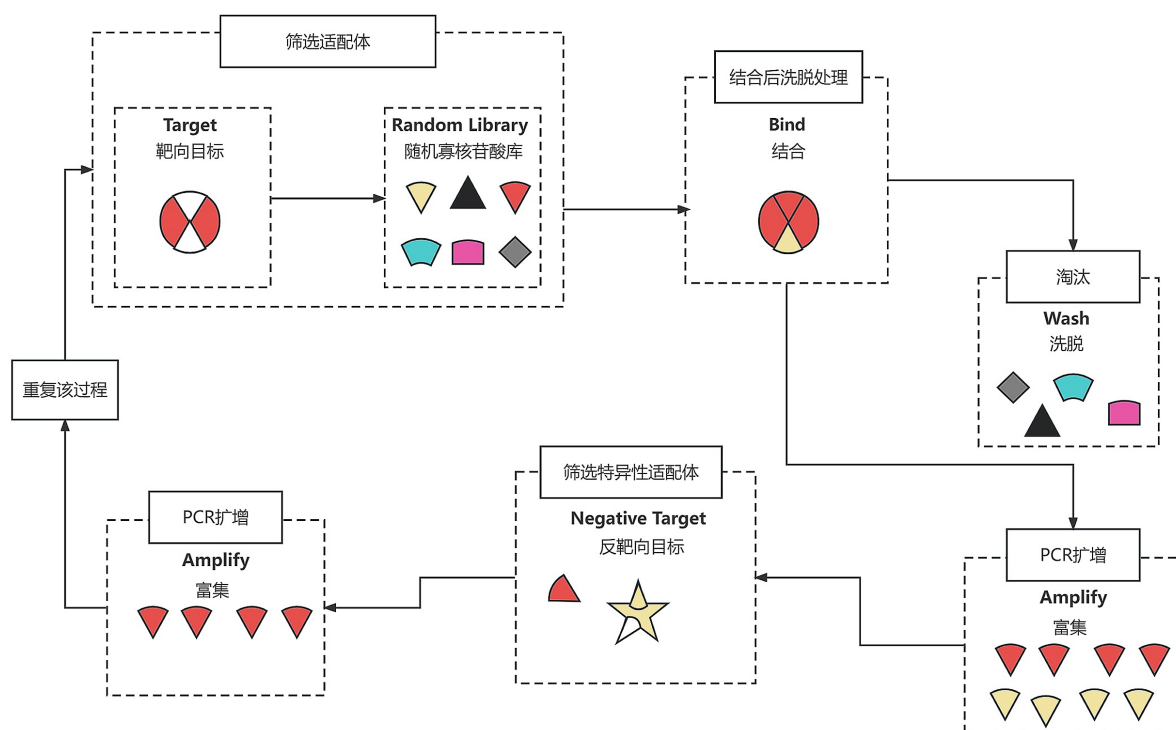 筛选适配体
Target
靶向目标
Random Library
随机寡核苷酸库
结合后洗脱处理
Bind
结合
淘汰
Wash
洗脱
重复该过程
PCR扩增
Amplify
富集
筛选特异性适配体
Negative Target
反靶向目标
PCR扩增
Amplify
富集